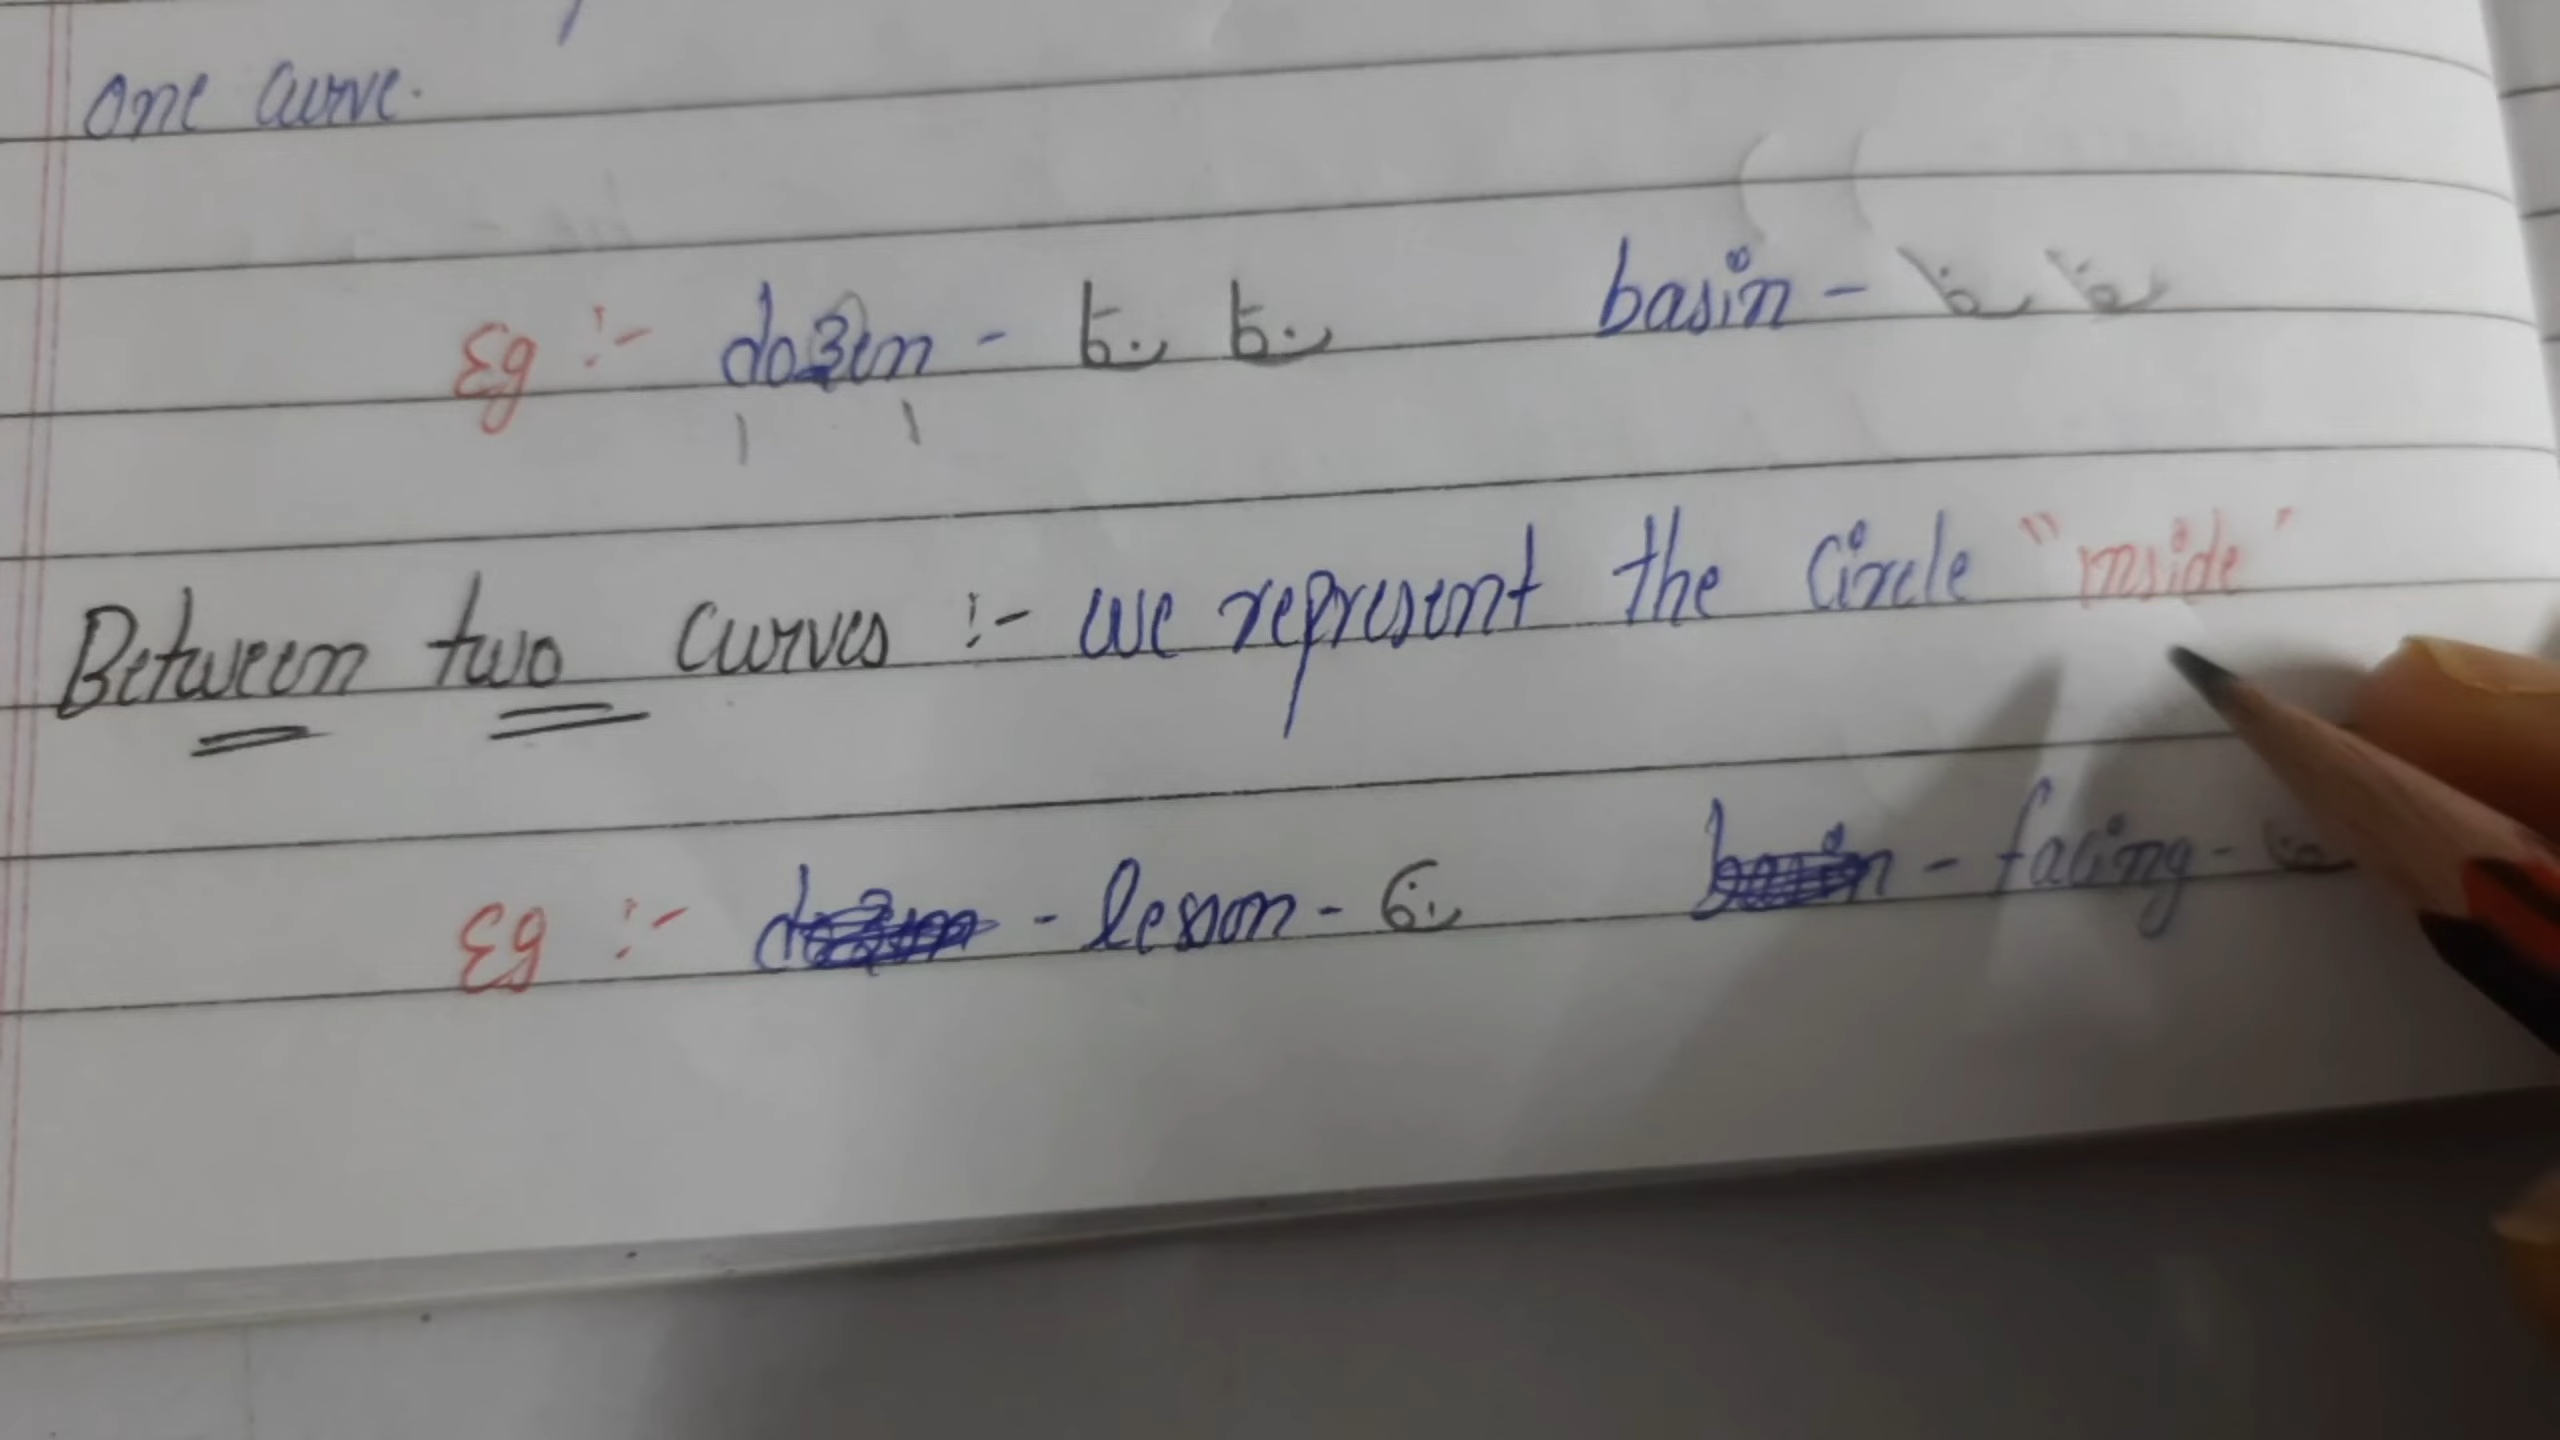 one curve.
Eg :- dozen - basin -
Between two curves :- we represent the circle "inside"
Eg :- - lesson - - facing -